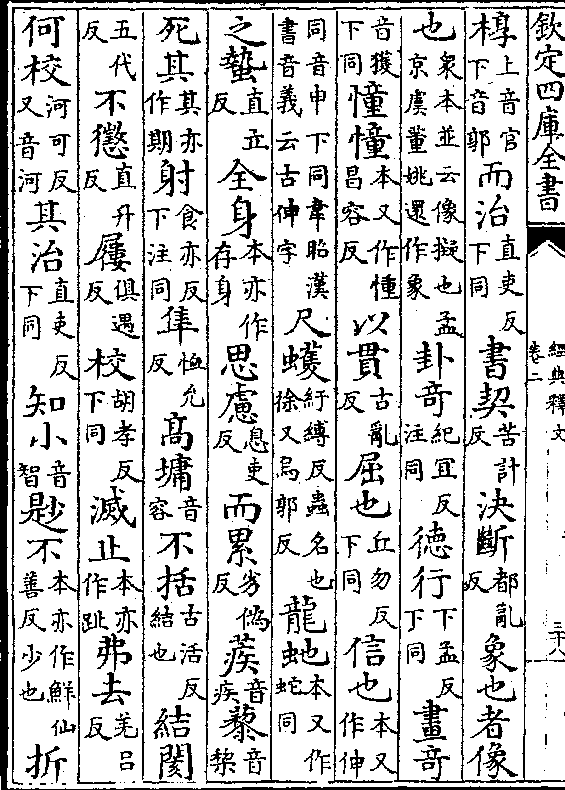 欽定四庫全書
經典釋文
卷二
三十八
椁上音官下音郭而治直吏反下同書契苦計反決斷都亂反象也者像
也眾本並云像擬也孟京虞董姚還作象卦奇紀宜反注同德行下孟反下同畫奇
音獲下同憧憧本又作㣫昌容反以貫古亂反屈也丘勿反下同信也本又作伸
同音申下同韋昭漢書音義云古伸字尺蠖紆縛反蟲名也徐又烏郭反龍虵本又作蛇同
之蟄直立反全身本亦作存身思慮息吏反而累劣偽反蒺音疾藜音棃
死其其亦作期射食亦反下注同隼恤允反高墉音容不括古活反結也結閡
五代反不懲直升反屨俱遇反校胡孝反下同滅止本亦作趾弗去羌呂反
何校河可反又音河其治直吏反下同知小音智尟不本亦作鮮仙善反少也折